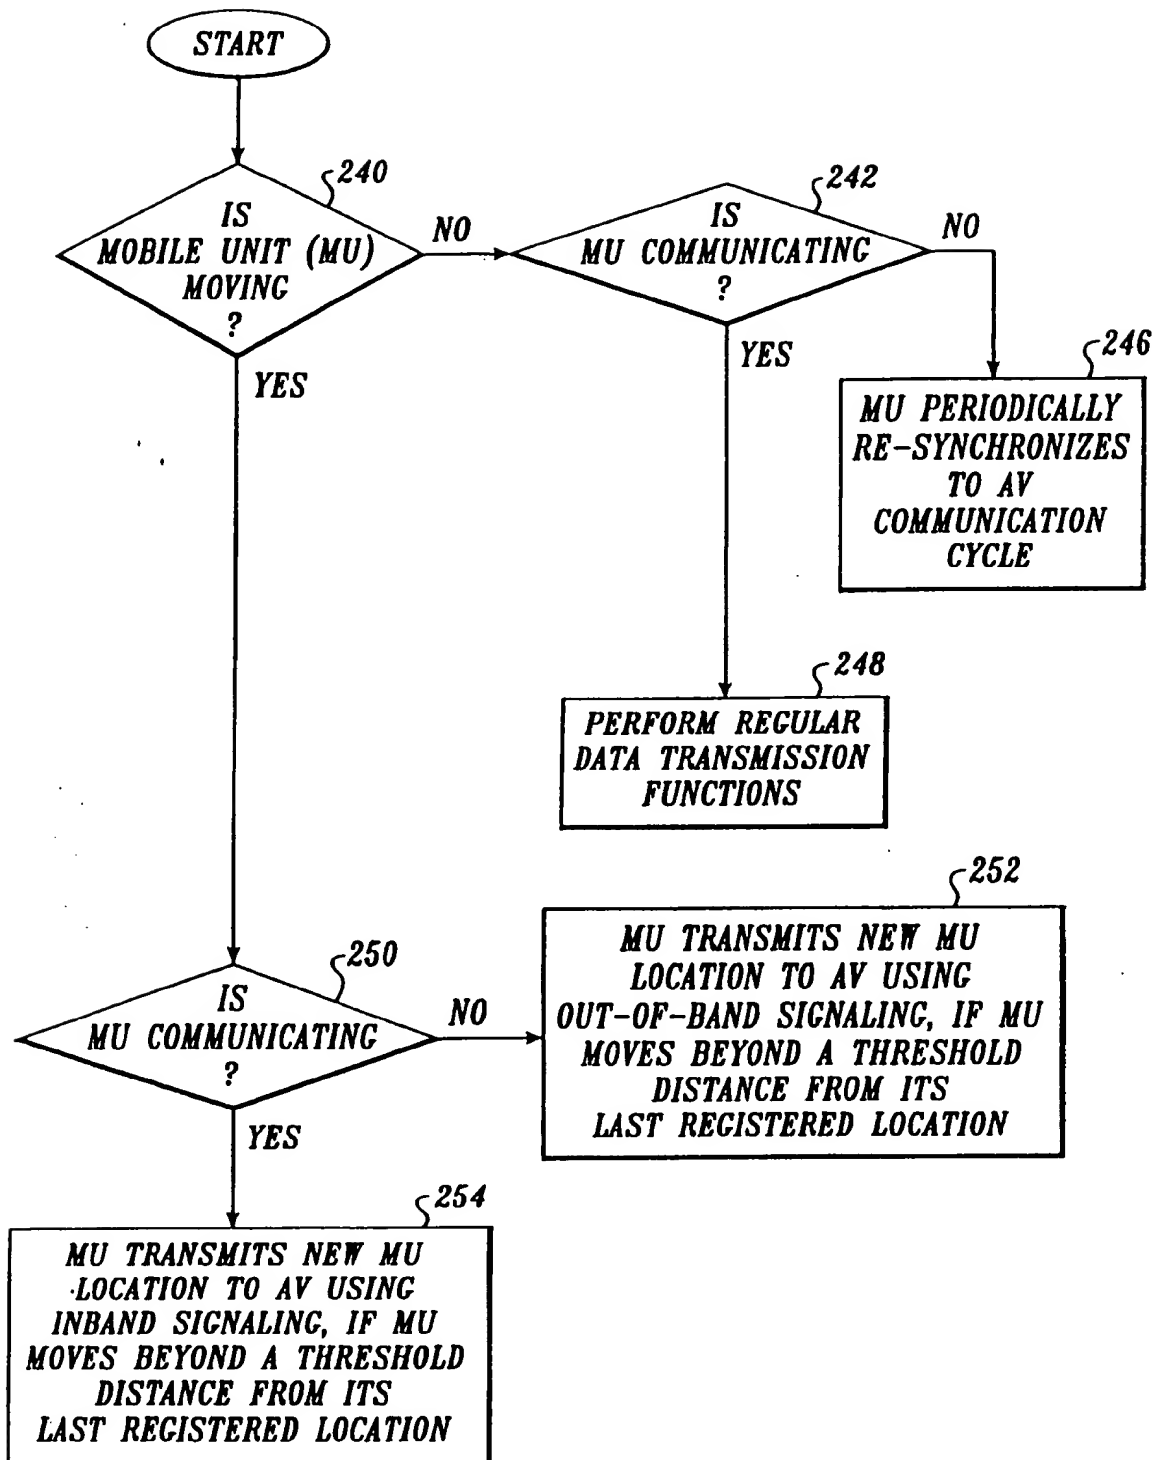 START
240
IS
MOBILE UNIT (MU)
MOVING
?
NO
YES
242
IS
MU COMMUNICATING
?
NO
YES
246
MU PERIODICALLY
RE-SYNCHRONIZES
TO AV
COMMUNICATION
CYCLE
248
PERFORM REGULAR
DATA TRANSMISSION
FUNCTIONS
250
IS
MU COMMUNICATING
?
NO
YES
252
MU TRANSMITS NEW MU
LOCATION TO AV USING
OUT-OF-BAND SIGNALING, IF MU
MOVES BEYOND A THRESHOLD
DISTANCE FROM ITS
LAST REGISTERED LOCATION
254
MU TRANSMITS NEW MU
LOCATION TO AV USING
INBAND SIGNALING, IF MU
MOVES BEYOND A THRESHOLD
DISTANCE FROM ITS
LAST REGISTERED LOCATION